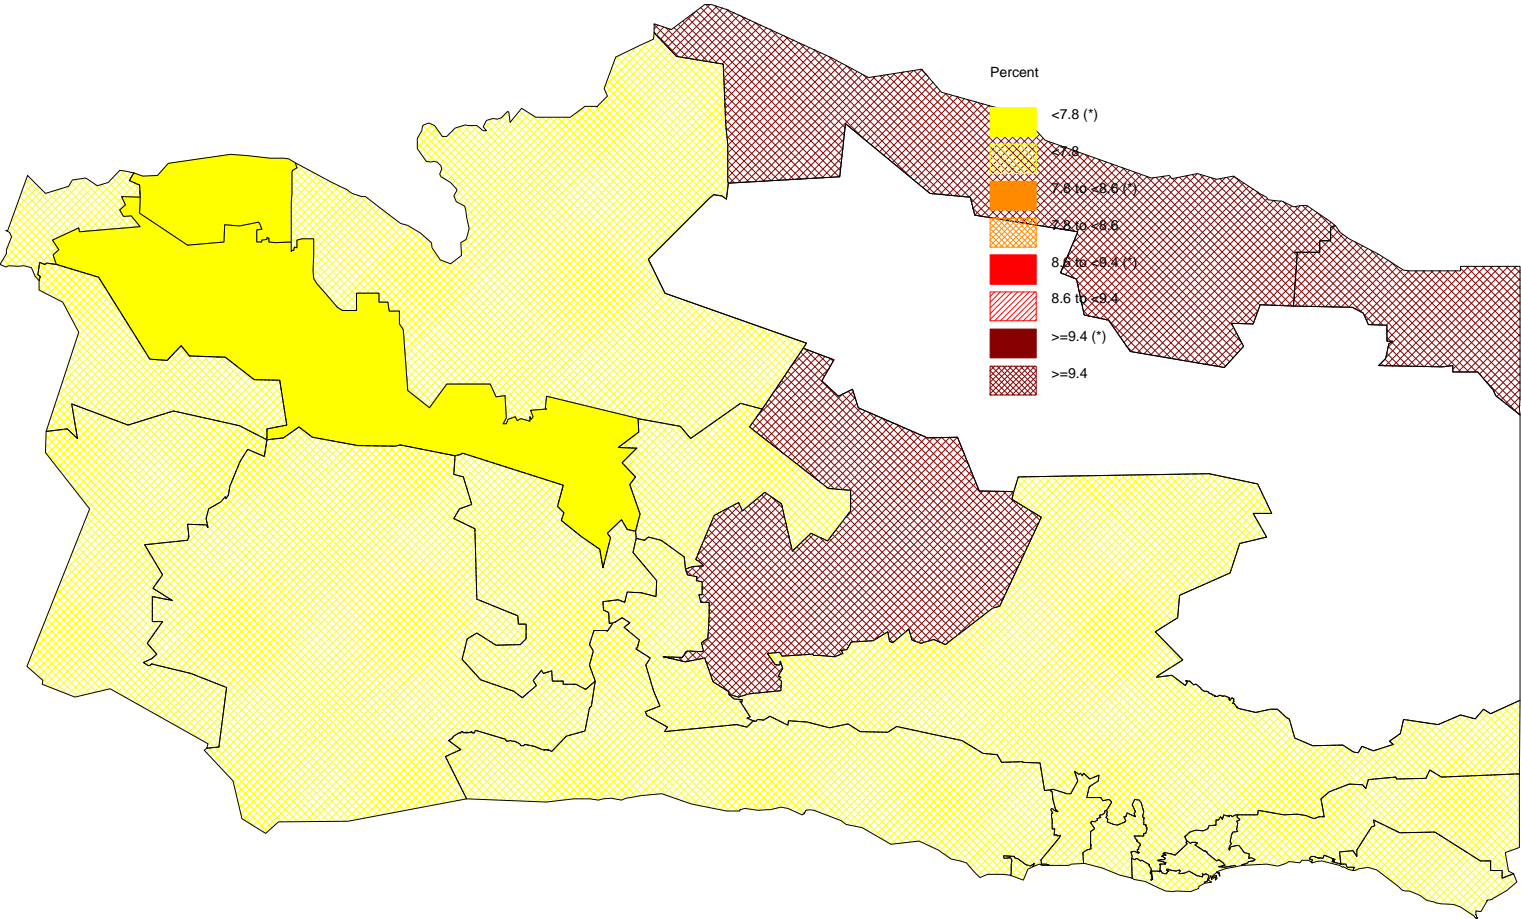 Percent
<7.8 (*)
<7.8
7.8 to <8.6 (*)
7.8 to <8.6
8.6 to <9.4 (*)
8.6 to <9.4
>=9.4 (*)
>=9.4